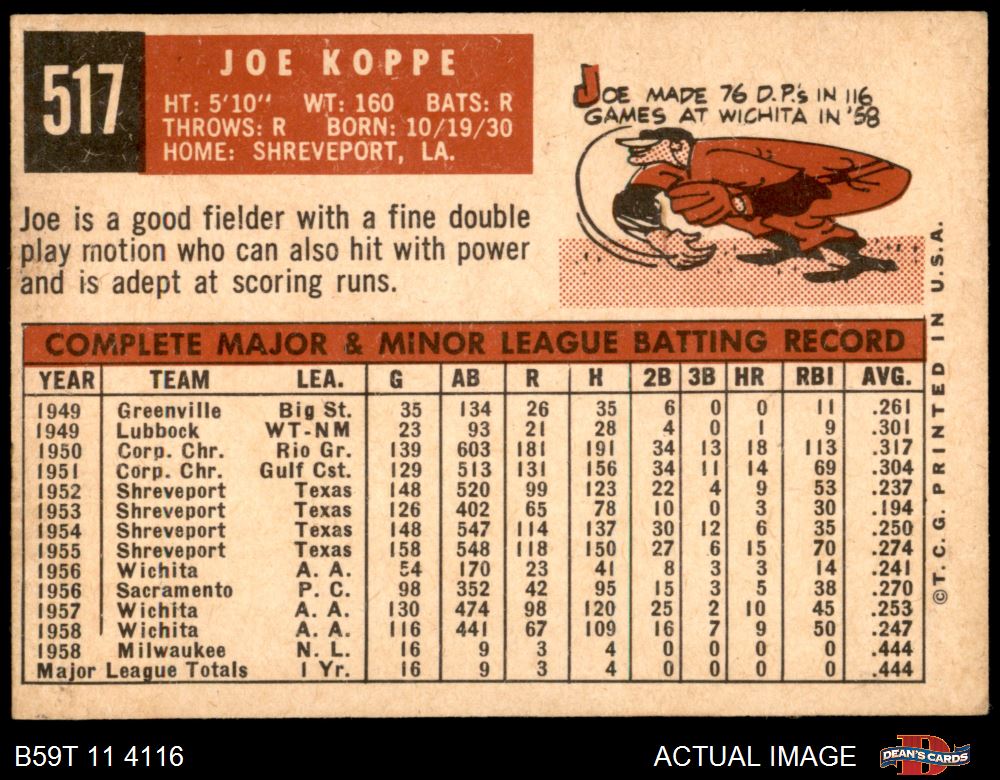 517
JOE KOPPE
HT: 5'10" WT: 160 BATS: R
THROWS: R BORN: 10/19/30
HOME: SHREVEPORT, LA.
JOE MADE 76 D.P.'s IN 116
GAMES AT WICHITA IN '58
Joe is a good fielder with a fine double
play motion who can also hit with power
and is adept at scoring runs.
COMPLETE MAJOR & MINOR LEAGUE BATTING RECORD
YEAR TEAM LEA. G AB R H 2B 3B HR RBI AVG.
1949 Greenville Big St. 35 134 26 35 6 0 0 11 .261
1949 Lubbock WT-NM 23 93 21 28 4 0 1 9 .301
1950 Corp. Chr. Rio Gr. 139 603 181 191 34 13 18 113 .317
1951 Corp. Chr. Gulf Cst. 129 513 131 156 34 11 14 69 .304
1952 Shreveport Texas 148 520 99 123 22 4 9 53 .237
1953 Shreveport Texas 126 402 65 78 10 0 3 30 .194
1954 Shreveport Texas 148 547 114 137 30 12 6 35 .250
1955 Shreveport Texas 158 548 118 150 27 6 15 70 .274
1956 Wichita A. A. 54 170 23 41 8 3 3 14 .241
1956 Sacramento P. C. 98 352 42 95 15 3 5 38 .270
1957 Wichita A. A. 130 474 98 120 25 2 10 45 .253
1958 Wichita A. A. 116 441 67 109 16 7 9 50 .247
1958 Milwaukee N. L. 16 9 3 4 0 0 0 0 .444
Major League Totals 1 Yr. 16 9 3 4 0 0 0 0 .444
©T. C. G. PRINTED IN U.S.A.
B59T 11 4116
ACTUAL IMAGE
DEAN'S CARDS